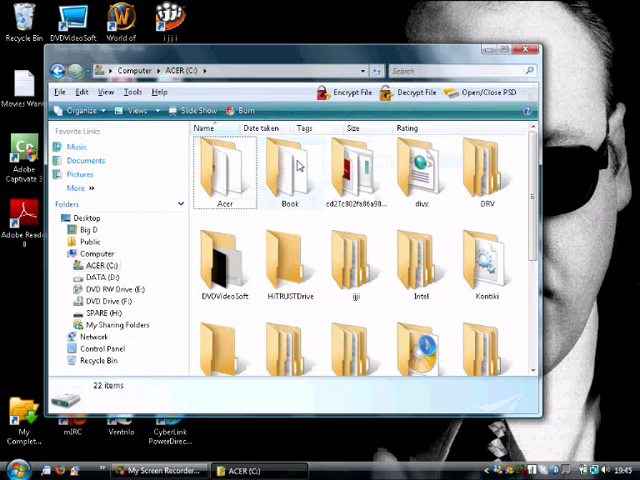 Recycle Bin
DVDVideoSoft
World of
i j j i
Movies Want
Adobe
Captivate 3
Adobe Reader
8
My
Complet...
mIRC
Ventrilo
CyberLink
PowerDirec...
Computer ▸ ACER (C:) ▸
Search
File Edit View Tools Help
Encrypt File Decrypt File Open/Close PSD
Organize Views Slide Show Burn
Favorite Links
Music
Documents
Pictures
More »
Folders
Desktop
Big D
Public
Computer
ACER (C:)
DATA (D:)
DVD RW Drive (E:)
DVD Drive (F:)
SPARE (H:)
My Sharing Folders
Network
Control Panel
Recycle Bin
Name Date taken Tags Size Rating
Acer Book cd27c802fa86a90... divx DRV
DVDVideoSoft HiTRUSTDrive ijji Intel Kontiki
22 items
My Screen Recorder... ACER (C:) 19:45